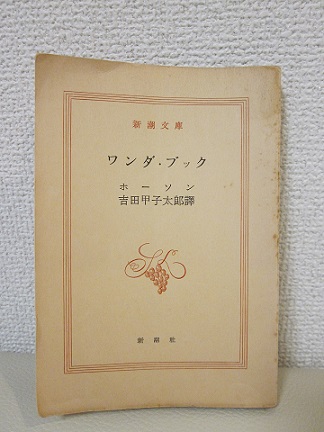 新潮文庫
ワンダ・ブック
ホーソン
吉田甲子太郎譯
新潮社